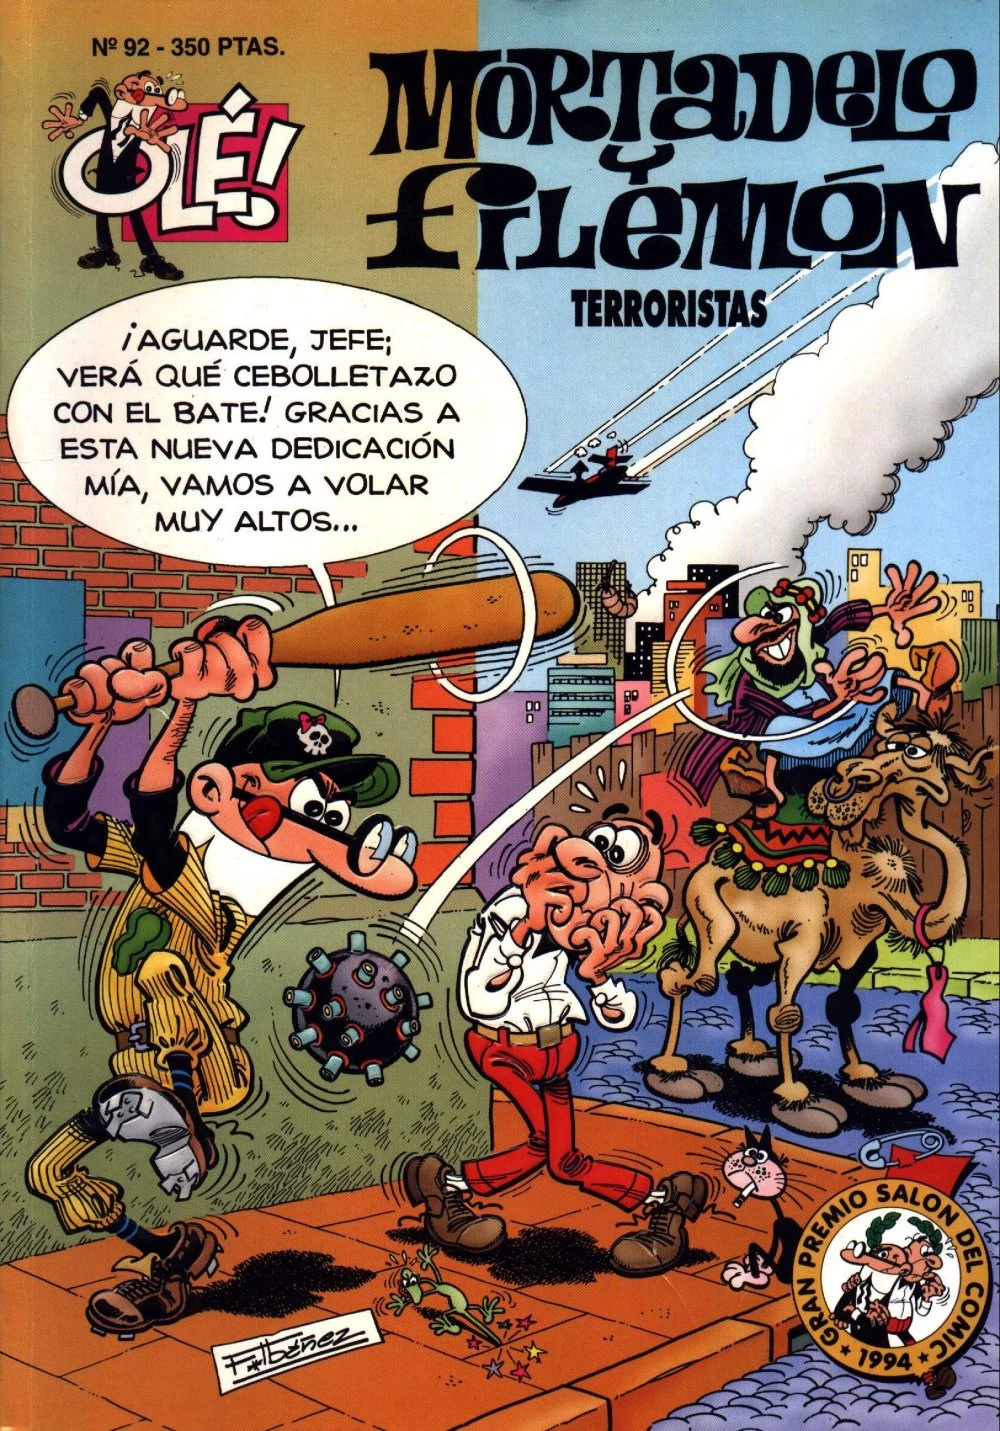 Nº 92 - 350 PTAS.
OLÉ!
MORTADELO
Y
FILEMÓN
TERRORISTAS
¡AGUARDE, JEFE;
VERÁ QUÉ CEBOLLETAZO
CON EL BATE! GRACIAS A
ESTA NUEVA DEDICACIÓN
MÍA, VAMOS A VOLAR
MUY ALTOS...
F. Ibáñez
GRAN PREMIO SALON DEL COMIC
1994